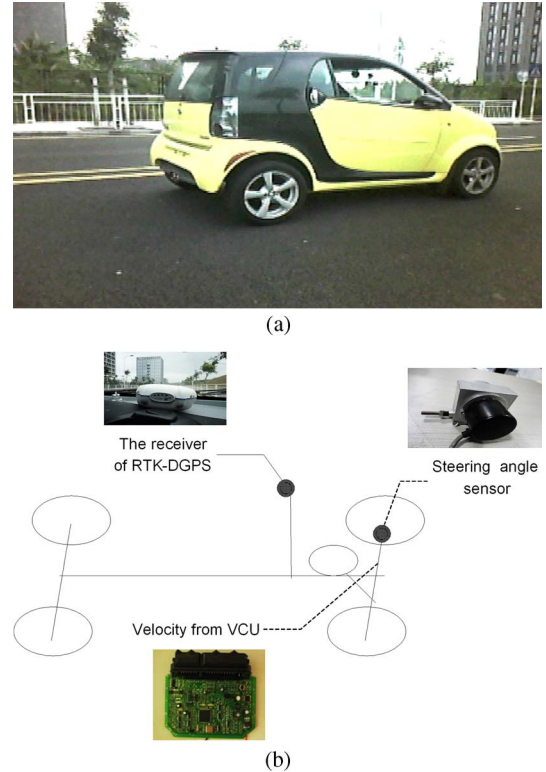 (a)
The receiver
of RTK-DGPS
Steering angle
sensor
Velocity from VCU
(b)